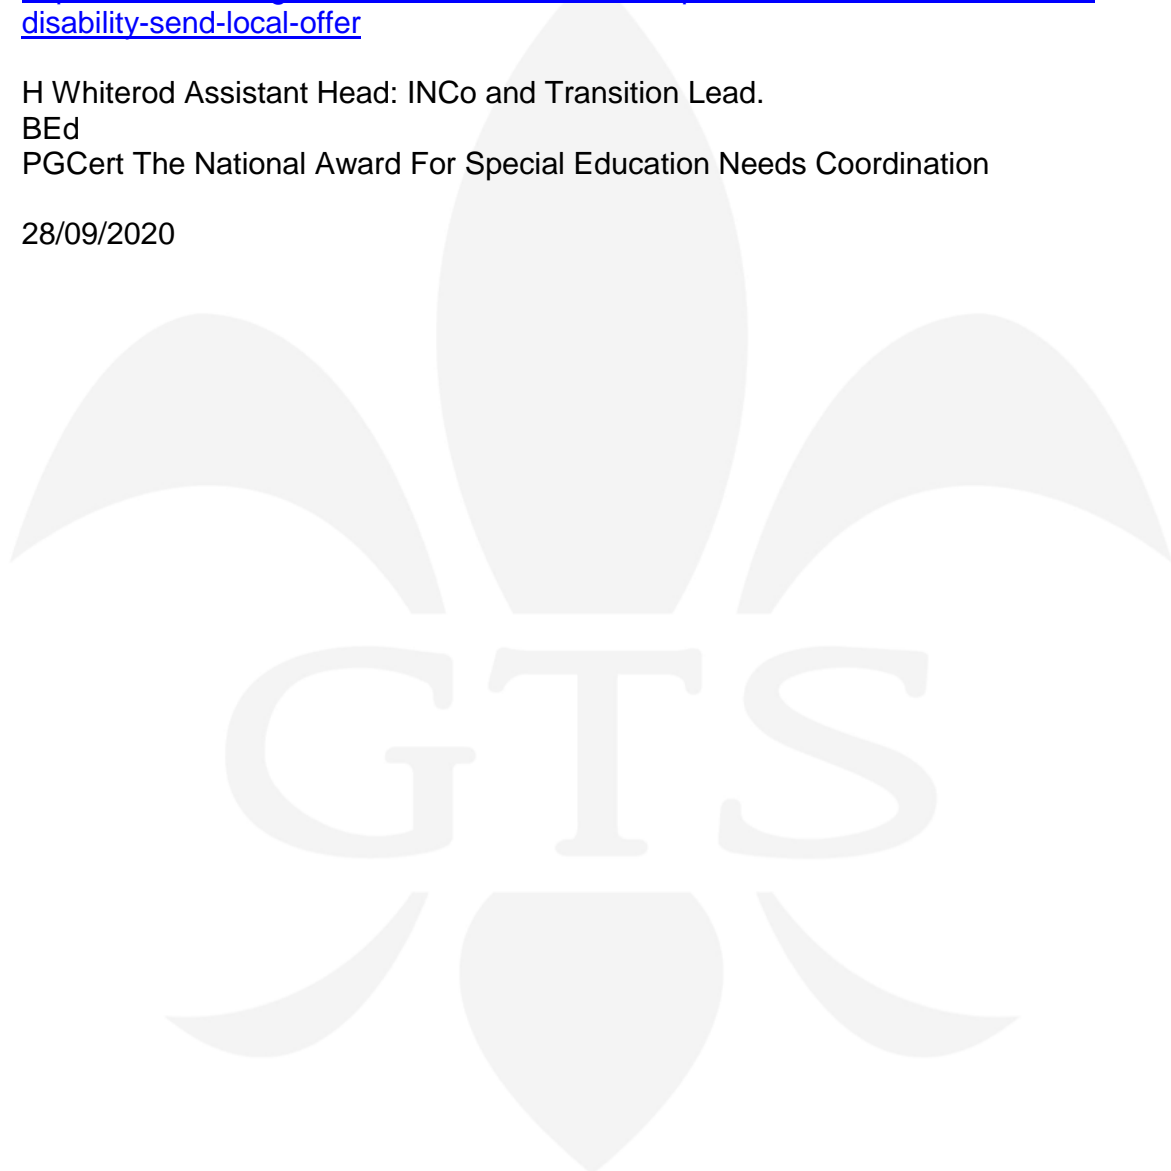 disability-send-local-offer
H Whiterod Assistant Head: INCo and Transition Lead.
BEd
PGCert The National Award For Special Education Needs Coordination
28/09/2020
GTS